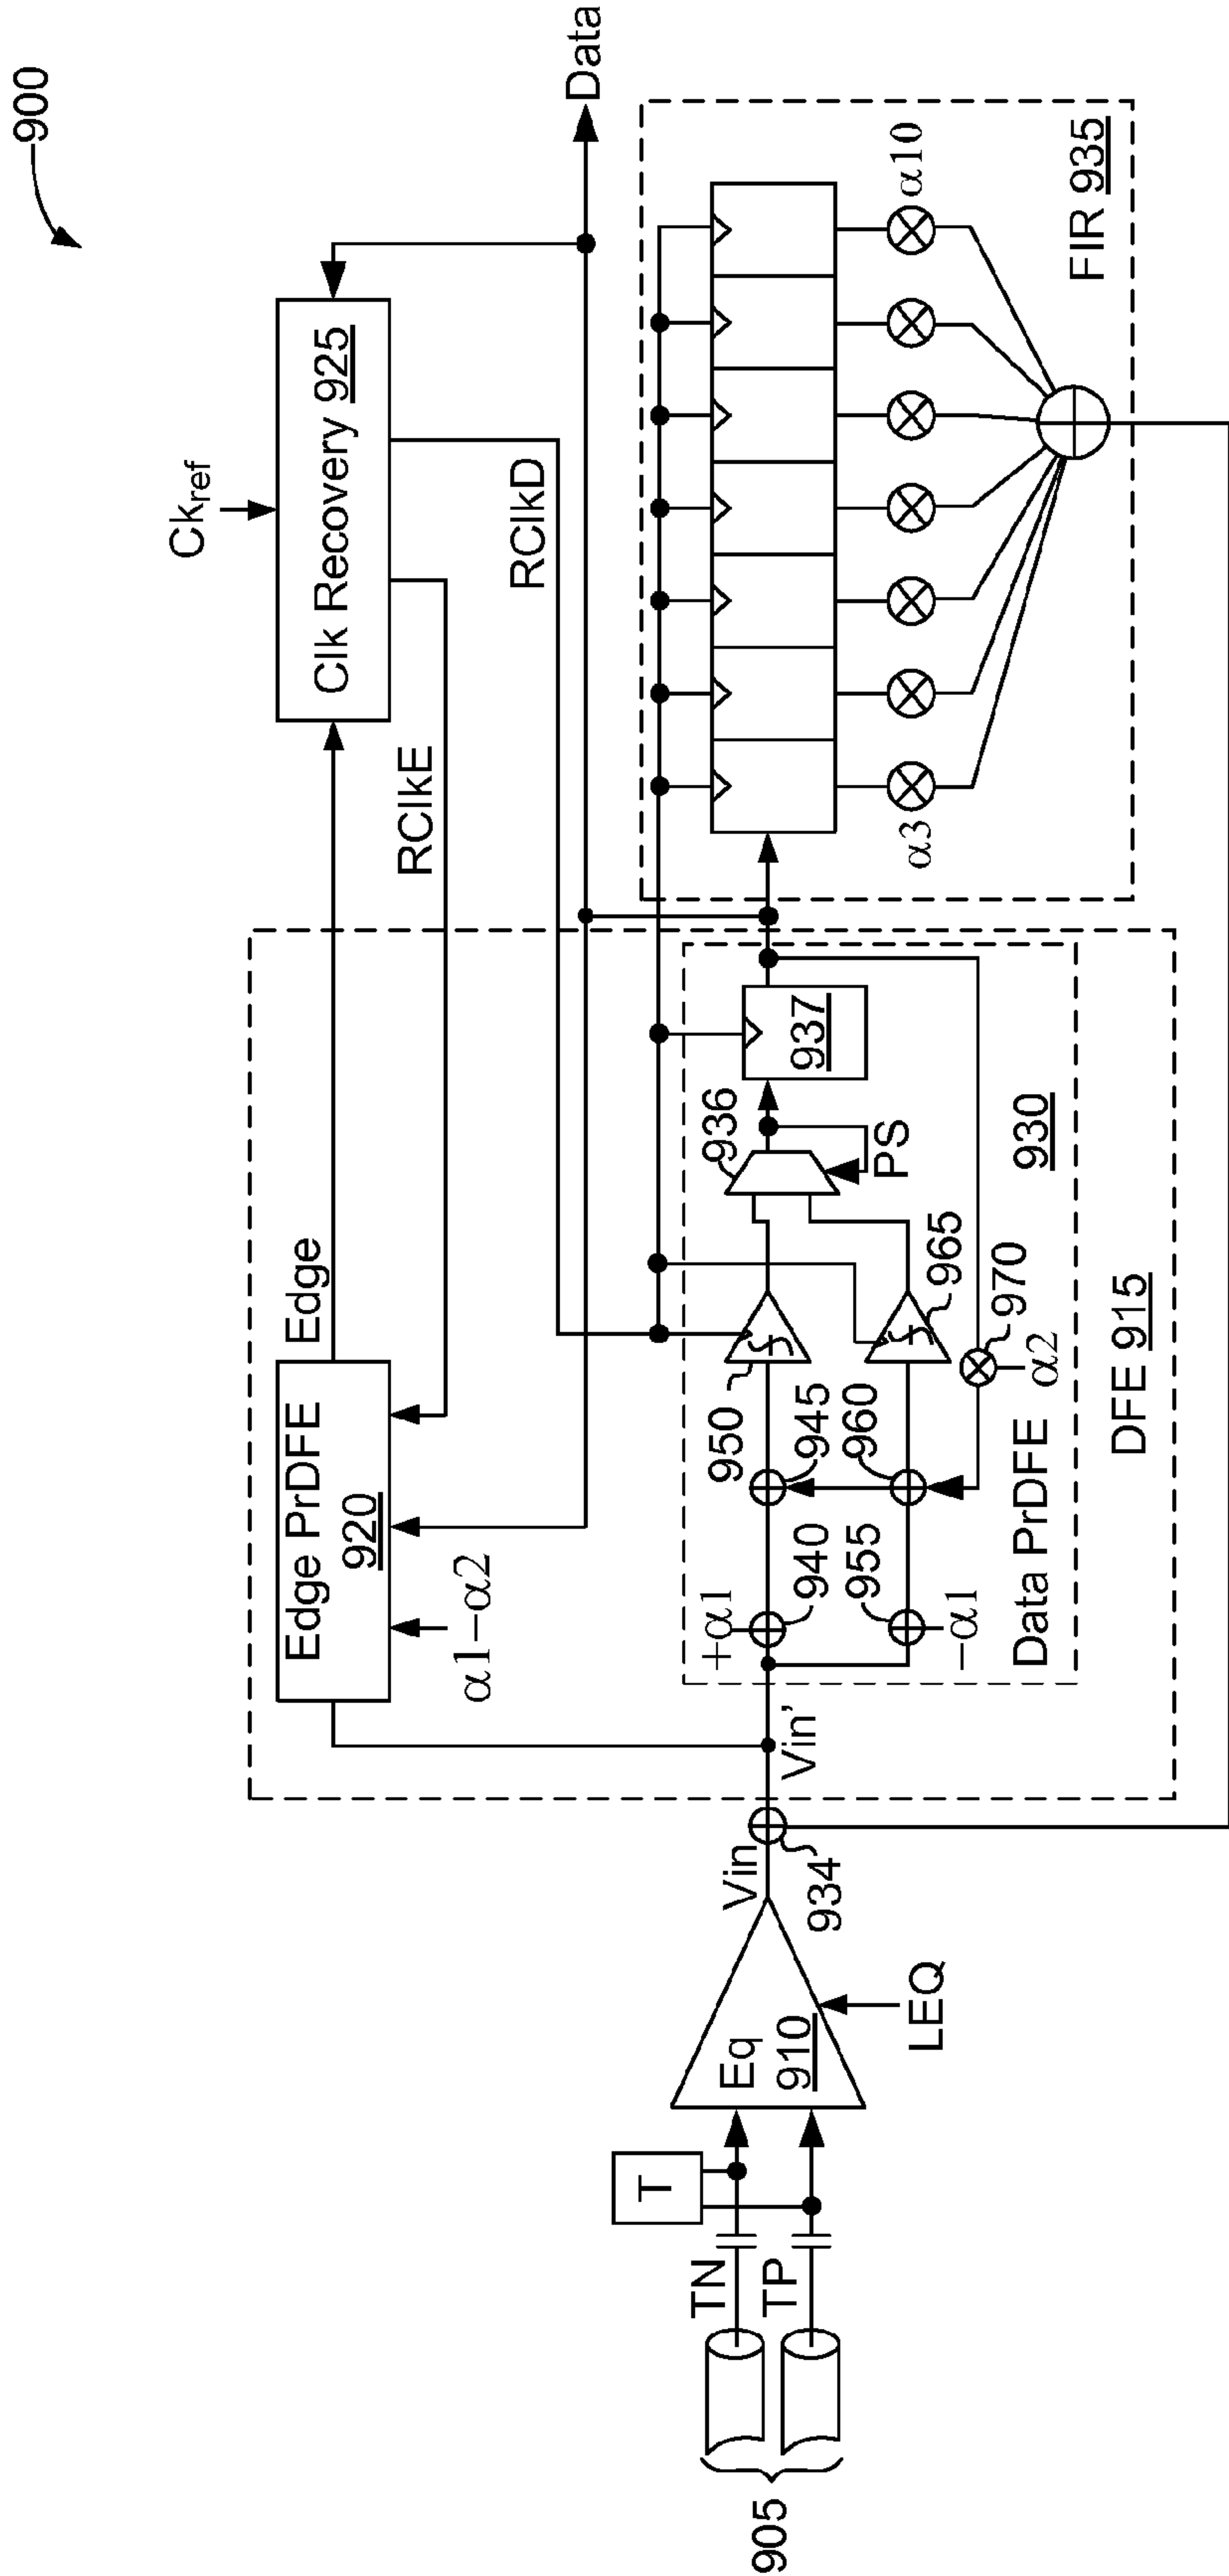 900
Ck_ref
Clk Recovery 925
Data
Edge
RClkE
RClkD
Edge PrDFE
920
α1–α2
FIR 935
α3
α10
936
937
PS
950
945
960
965
970
α2
+α1
940
955
–α1
Data PrDFE
930
DFE 915
Vin
Vin'
934
Eq
910
LEQ
T
TN
TP
905